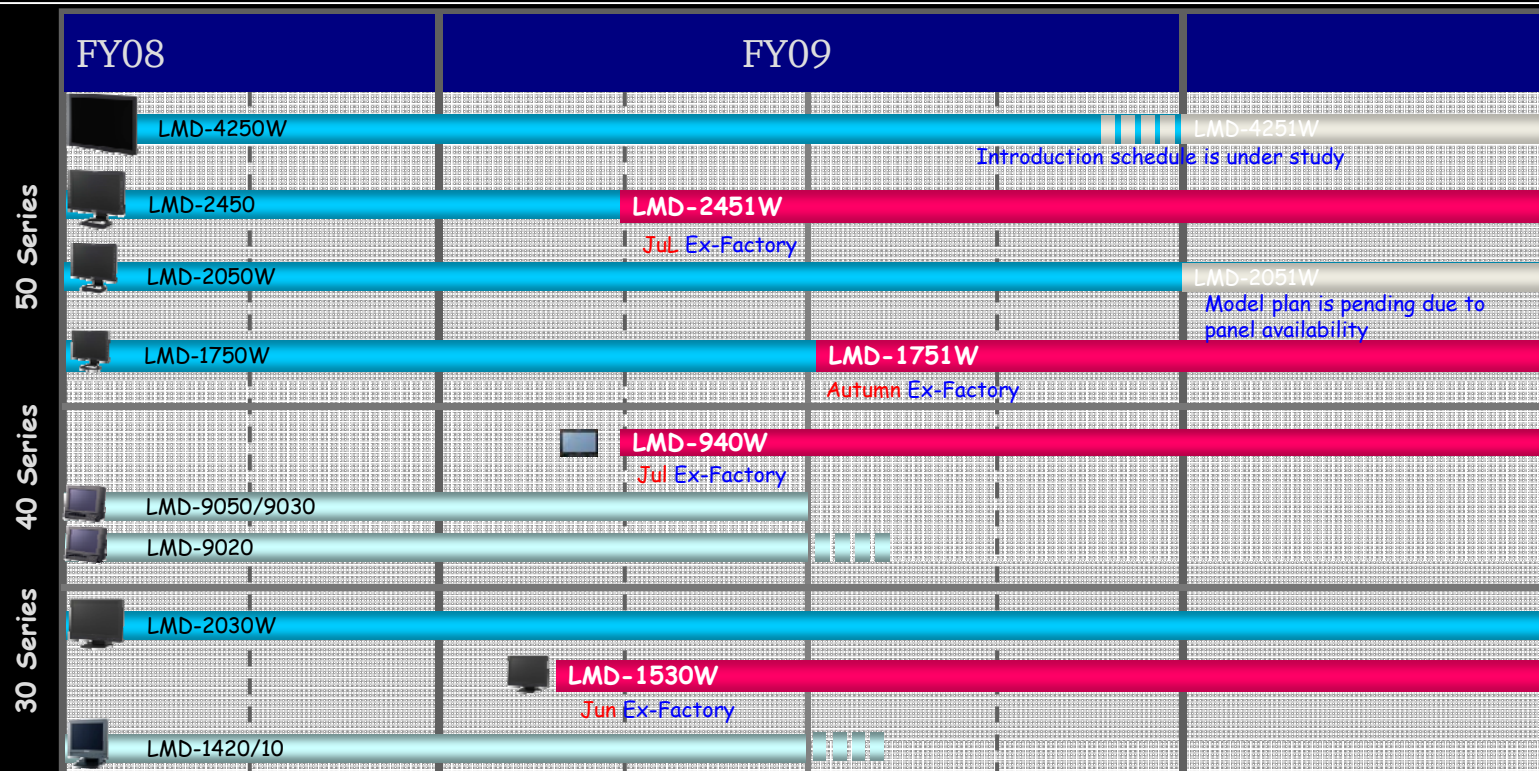 FY08
FY09
50 Series
LMD-4250W
LMD-4251W
Introduction schedule is under study
LMD-2450
LMD-2451W
JuL Ex-Factory
LMD-2050W
LMD-2051W
Model plan is pending due to
panel availability
LMD-1750W
LMD-1751W
Autumn Ex-Factory
40 Series
LMD-940W
Jul Ex-Factory
LMD-9050/9030
LMD-9020
30 Series
LMD-2030W
LMD-1530W
Jun Ex-Factory
LMD-1420/10